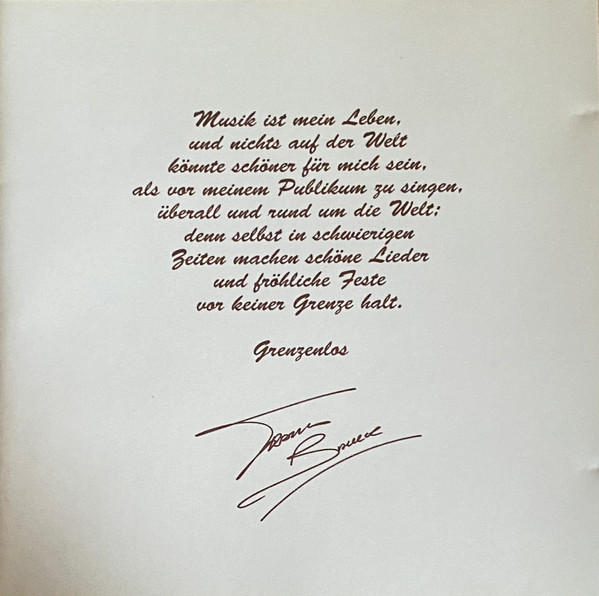 Musik ist mein Leben,
und nichts auf der Welt
könnte schöner für mich sein,
als vor meinem Publikum zu singen,
überall und rund um die Welt;
denn selbst in schwierigen
Zeiten machen schöne Lieder
und fröhliche Feste
vor keiner Grenze halt.
Grenzenlos